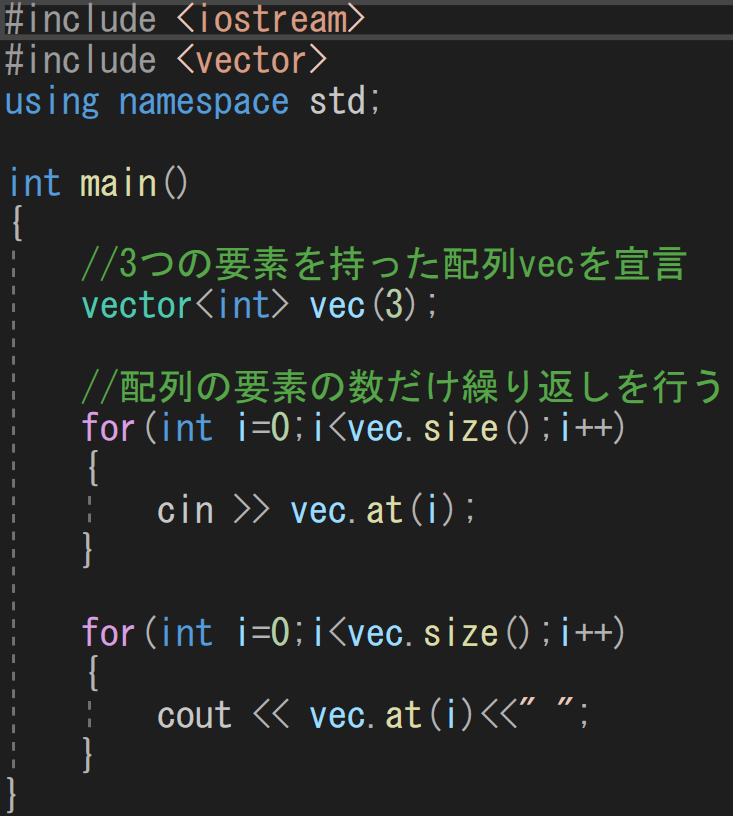 #include <iostream>
#include <vector>
using namespace std;
int main()
{
//3つの要素を持った配列vecを宣言
vector<int> vec(3);
//配列の要素の数だけ繰り返しを行う
for(int i=0;i<vec.size();i++)
{
cin >> vec.at(i);
}
for(int i=0;i<vec.size();i++)
{
cout << vec.at(i)<<" ";
}
}